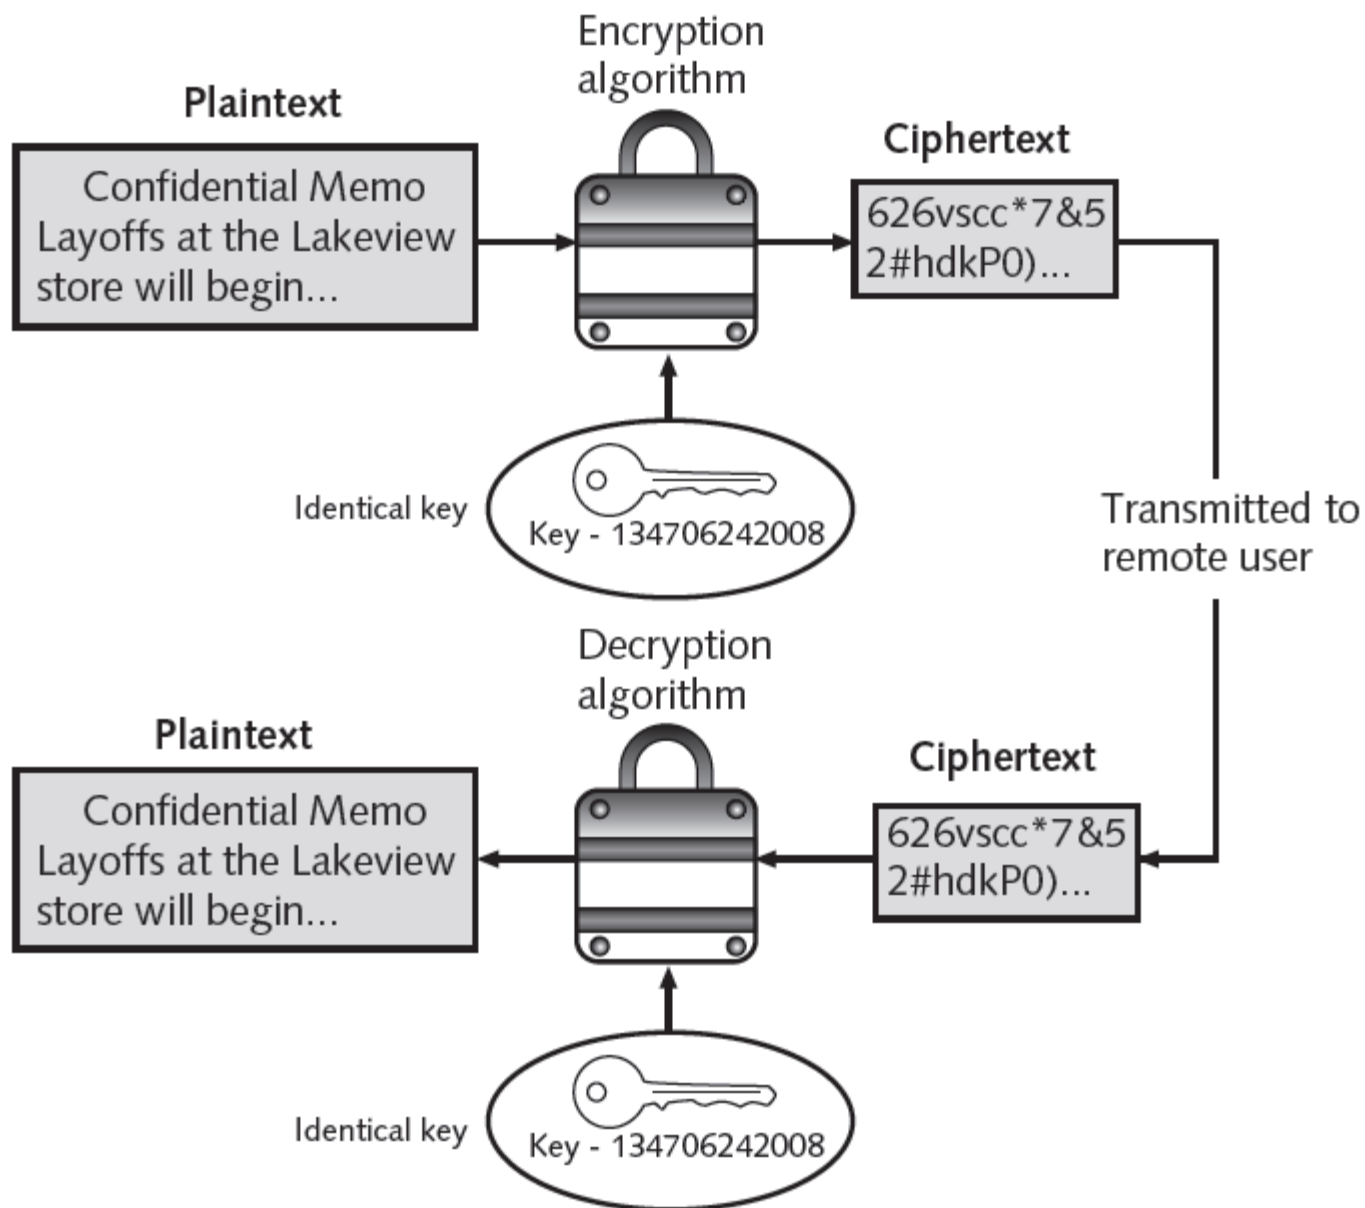 Encryption
algorithm
Plaintext
Confidential Memo
Layoffs at the Lakeview
store will begin...
Ciphertext
626vscc*7&5
2#hdkP0)...
Identical key
Key - 134706242008
Transmitted to
remote user
Decryption
algorithm
Plaintext
Confidential Memo
Layoffs at the Lakeview
store will begin...
Ciphertext
626vscc*7&5
2#hdkP0)...
Identical key
Key - 134706242008